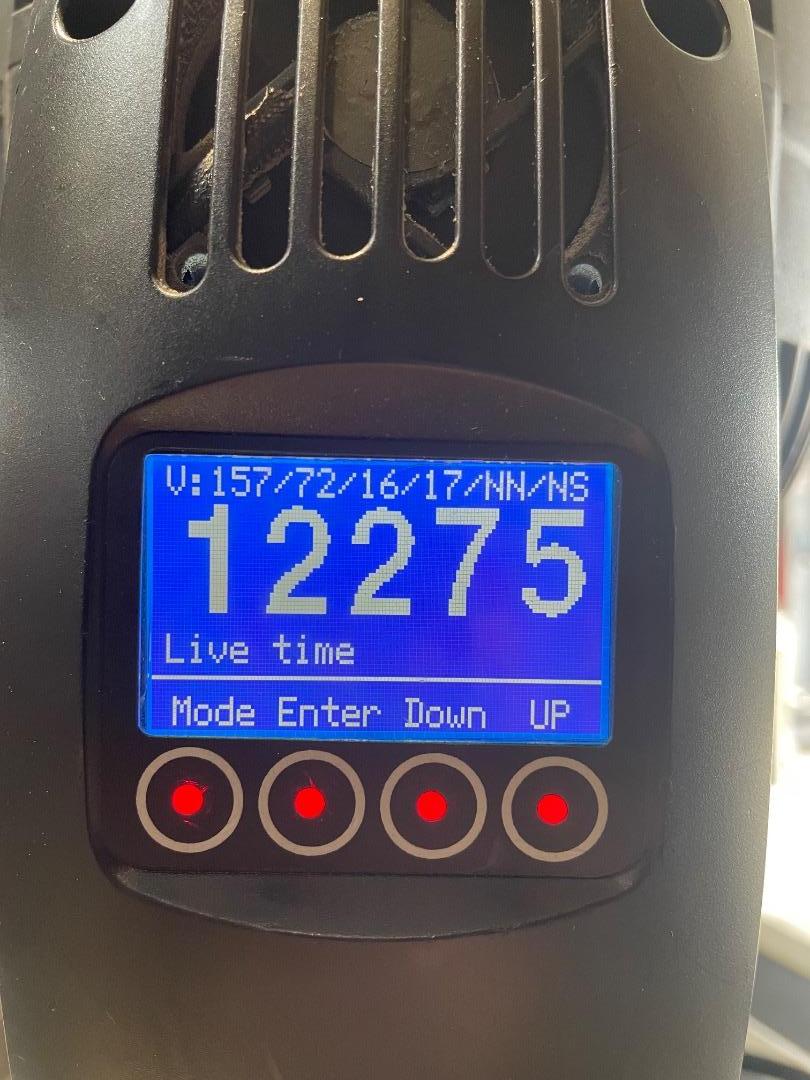 V:157/72/16/17/NN/NS
12275
Live time
Mode Enter Down UP